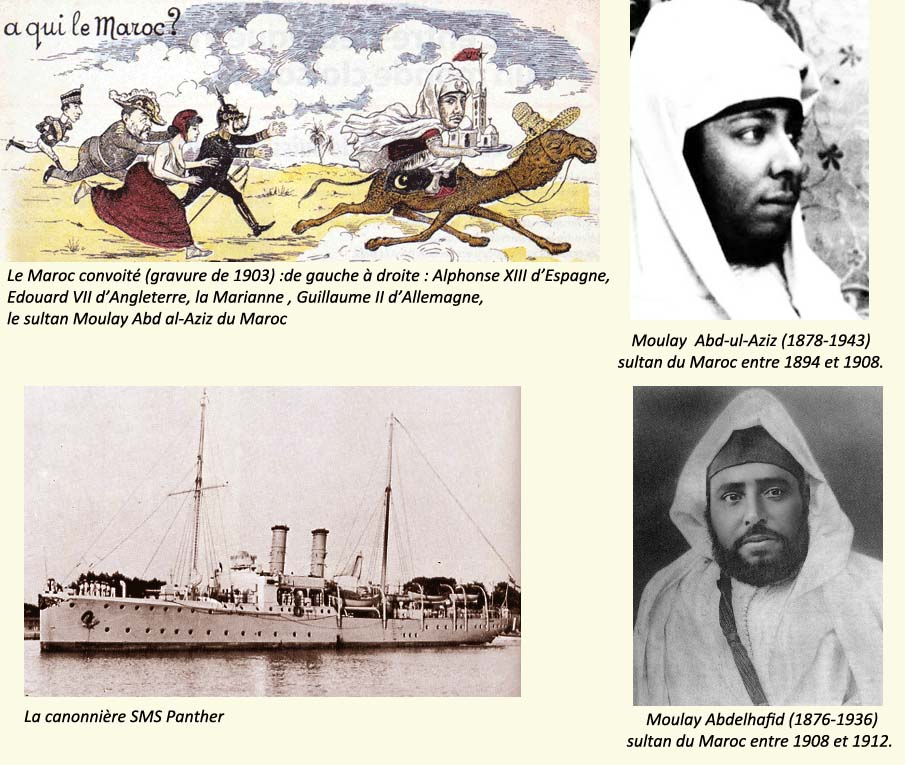 a qui le Maroc?
Le Maroc convoité (gravure de 1903) :de gauche à droite : Alphonse XIII d'Espagne,
Edouard VII d'Angleterre, la Marianne , Guillaume II d'Allemagne,
le sultan Moulay Abd al-Aziz du Maroc
Moulay  Abd-ul-Aziz (1878-1943)
sultan du Maroc entre 1894 et 1908.
La canonnière SMS Panther
Moulay Abdelhafid (1876-1936)
sultan du Maroc entre 1908 et 1912.